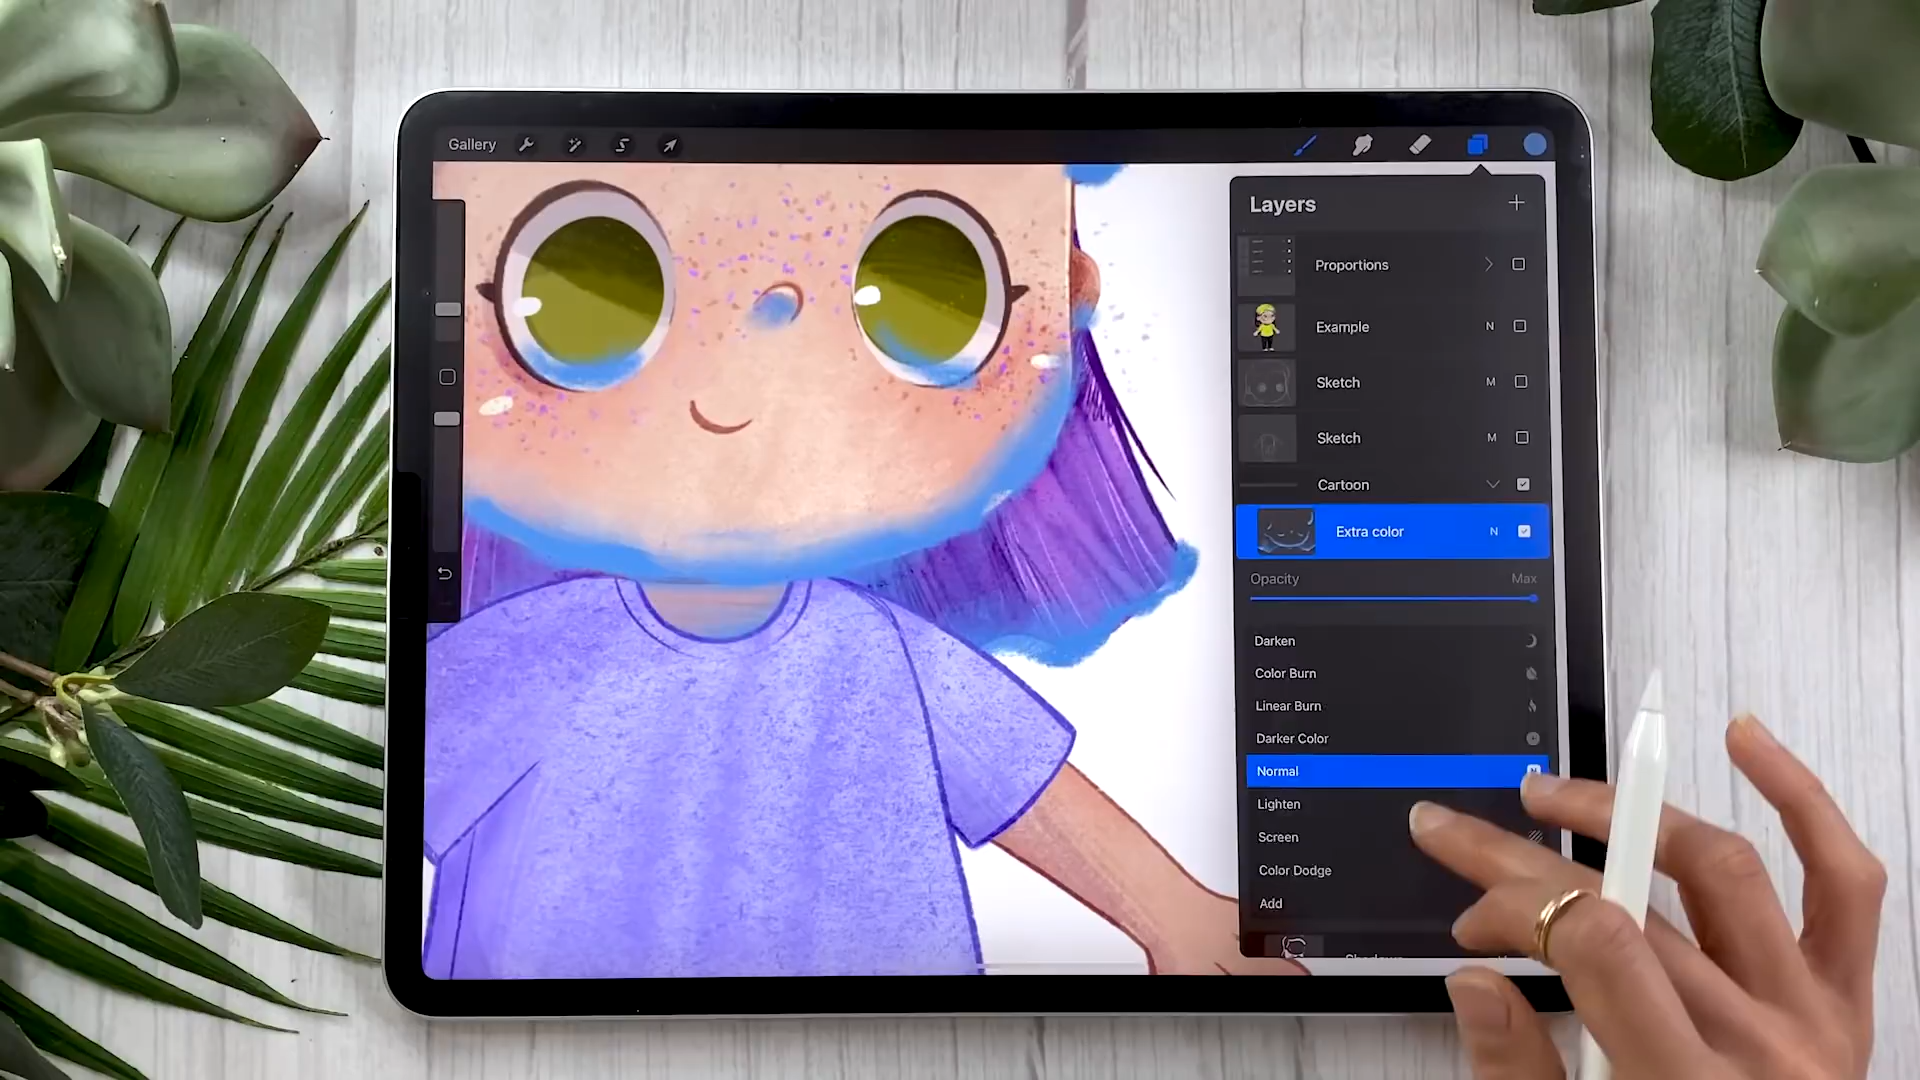 Gallery
Layers
Proportions
Example N
Sketch M
Sketch M
Cartoon
Extra color N
Opacity Max
Darken
Color Burn
Linear Burn
Darker Color
Normal
Lighten
Screen
Color Dodge
Add